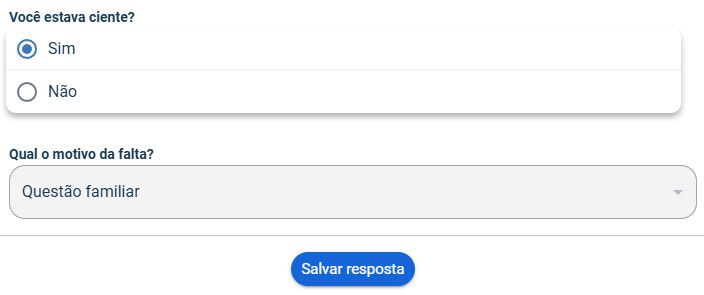 Você estava ciente?
Sim
Não
Qual o motivo da falta?
Questão familiar
Salvar resposta